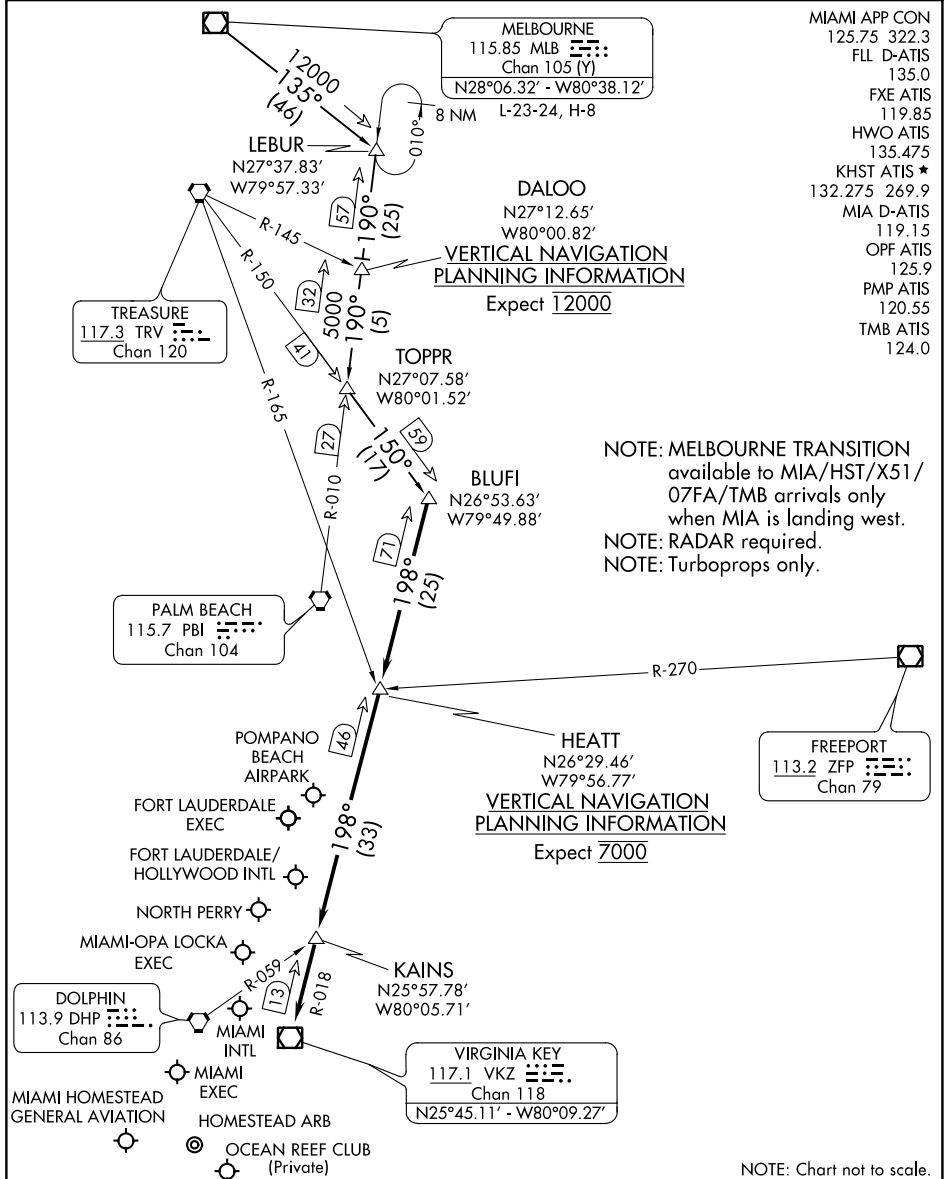 MELBOURNE
115.85 MLB
Chan 105 (Y)
N28°06.32' - W80°38.12'
L-23-24, H-8
MIAMI APP CON
125.75 322.3
FLL D-ATIS
135.0
FXE ATIS
119.85
HWO ATIS
135.475
KHST ATIS ★
132.275 269.9
MIA D-ATIS
119.15
OPF ATIS
125.9
PMP ATIS
120.55
TMB ATIS
124.0
12000
135°
(46)
8 NM
010°
LEBUR
N27°37.83'
W79°57.33'
57
190°
(25)
DALOO
N27°12.65'
W80°00.82'
VERTICAL NAVIGATION
PLANNING INFORMATION
Expect 12000
R-145
R-150
R-165
TREASURE
117.3 TRV
Chan 120
32
5000
190°
(5)
41
TOPPR
N27°07.58'
W80°01.52'
27
R-010
150°
(17)
59
BLUFI
N26°53.63'
W79°49.88'
NOTE: MELBOURNE TRANSITION
available to MIA/HST/X51/
07FA/TMB arrivals only
when MIA is landing west.
NOTE: RADAR required.
NOTE: Turboprops only.
71
198°
(25)
PALM BEACH
115.7 PBI
Chan 104
R-270
FREEPORT
113.2 ZFP
Chan 79
46
HEATT
N26°29.46'
W79°56.77'
VERTICAL NAVIGATION
PLANNING INFORMATION
Expect 7000
POMPANO
BEACH
AIRPARK
FORT LAUDERDALE
EXEC
198°
(33)
FORT LAUDERDALE/
HOLLYWOOD INTL
NORTH PERRY
MIAMI-OPA LOCKA
EXEC
R-059
13
R-018
KAINS
N25°57.78'
W80°05.71'
DOLPHIN
113.9 DHP
Chan 86
MIAMI
INTL
VIRGINIA KEY
117.1 VKZ
Chan 118
N25°45.11' - W80°09.27'
MIAMI
EXEC
MIAMI HOMESTEAD
GENERAL AVIATION
HOMESTEAD ARB
OCEAN REEF CLUB
(Private)
NOTE: Chart not to scale.